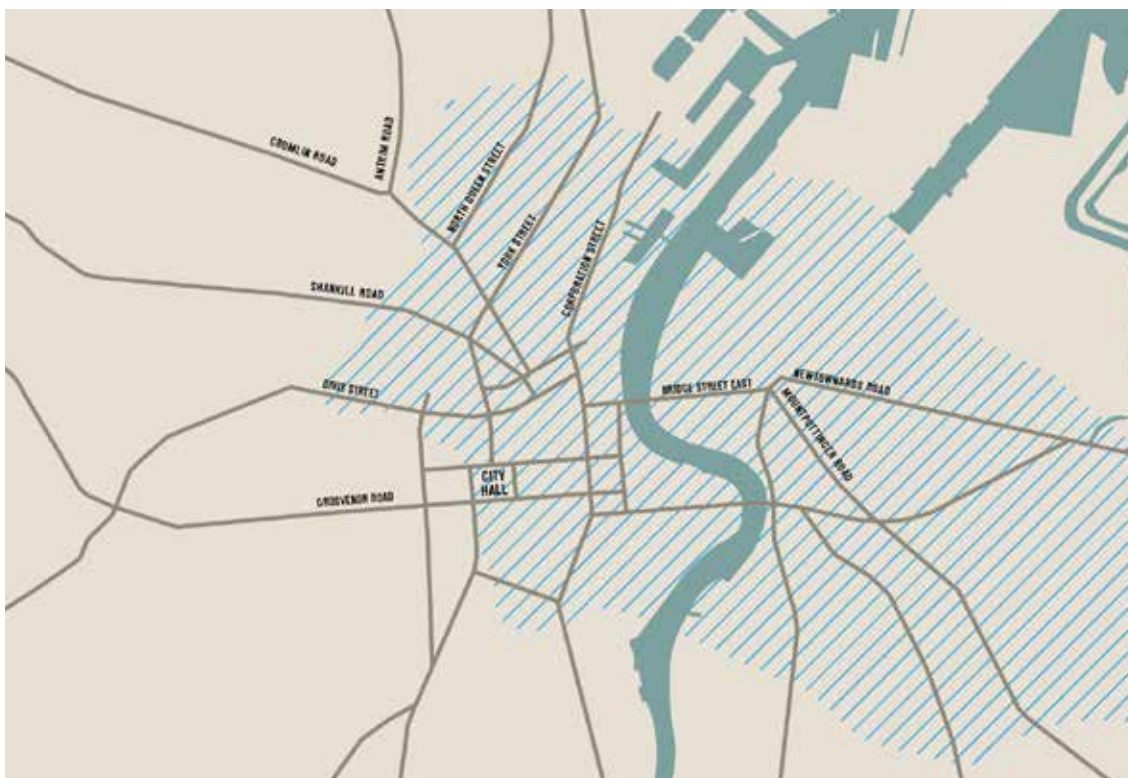 CROMLIN ROAD
ANTRIM ROAD
NORTH QUEEN STREET
YORK STREET
CORPORATION STREET
SHANKILL ROAD
DIVIS STREET
BRIDGE STREET EAST
NEWTOWNARDS ROAD
MOUNTPOTTINGER ROAD
CITY
HALL
GROSVENOR ROAD